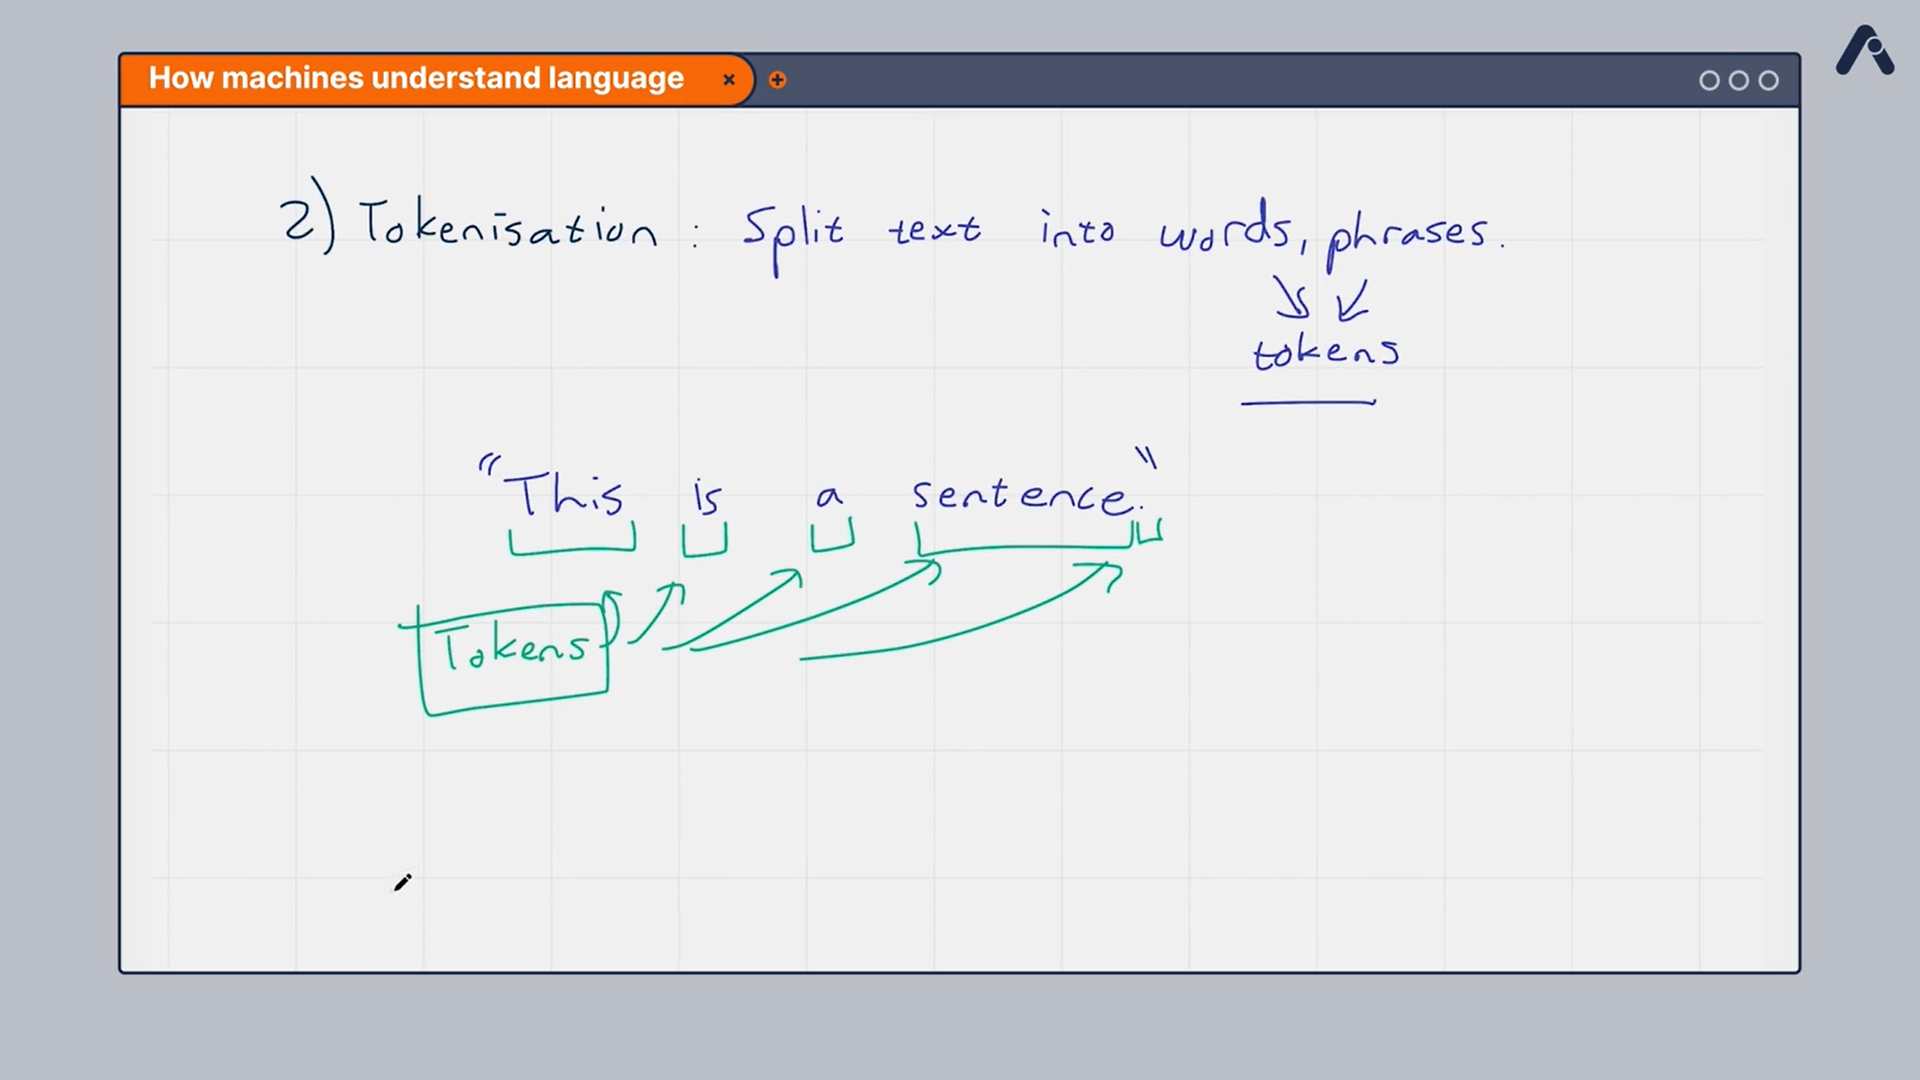 How machines understand language
2) Tokenisation : Split text into words, phrases.
tokens
"This is a sentence."
Tokens